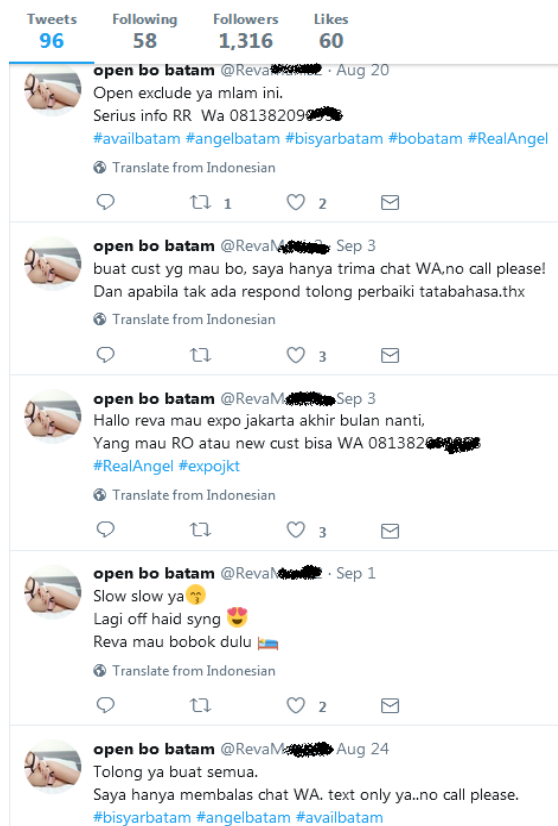 Tweets Following Followers Likes
96 58 1,316 60
open bo batam · Aug 20
Open exclude ya mlam ini.
Serius info RR Wa
#availbatam #angelbatam #bisyarbatam #bobatam #RealAngel
Translate from Indonesian
1 2
open bo batam · Sep 3
buat cust yg mau bo, saya hanya trima chat WA,no call please!
Dan apabila tak ada respond tolong perbaiki tatabahasa.thx
Translate from Indonesian
3
open bo batam Sep 3
Hallo reva mau expo jakarta akhir bulan nanti,
Yang mau RO atau new cust bisa WA
#RealAngel #expojkt
Translate from Indonesian
3
open bo batam · Sep 1
Slow slow ya😙
Lagi off haid syng 😍
Reva mau bobok dulu 🛌
Translate from Indonesian
2
open bo batam Aug 24
Tolong ya buat semua.
Saya hanya membalas chat WA. text only ya..no call please.
#bisyarbatam #angelbatam #availbatam